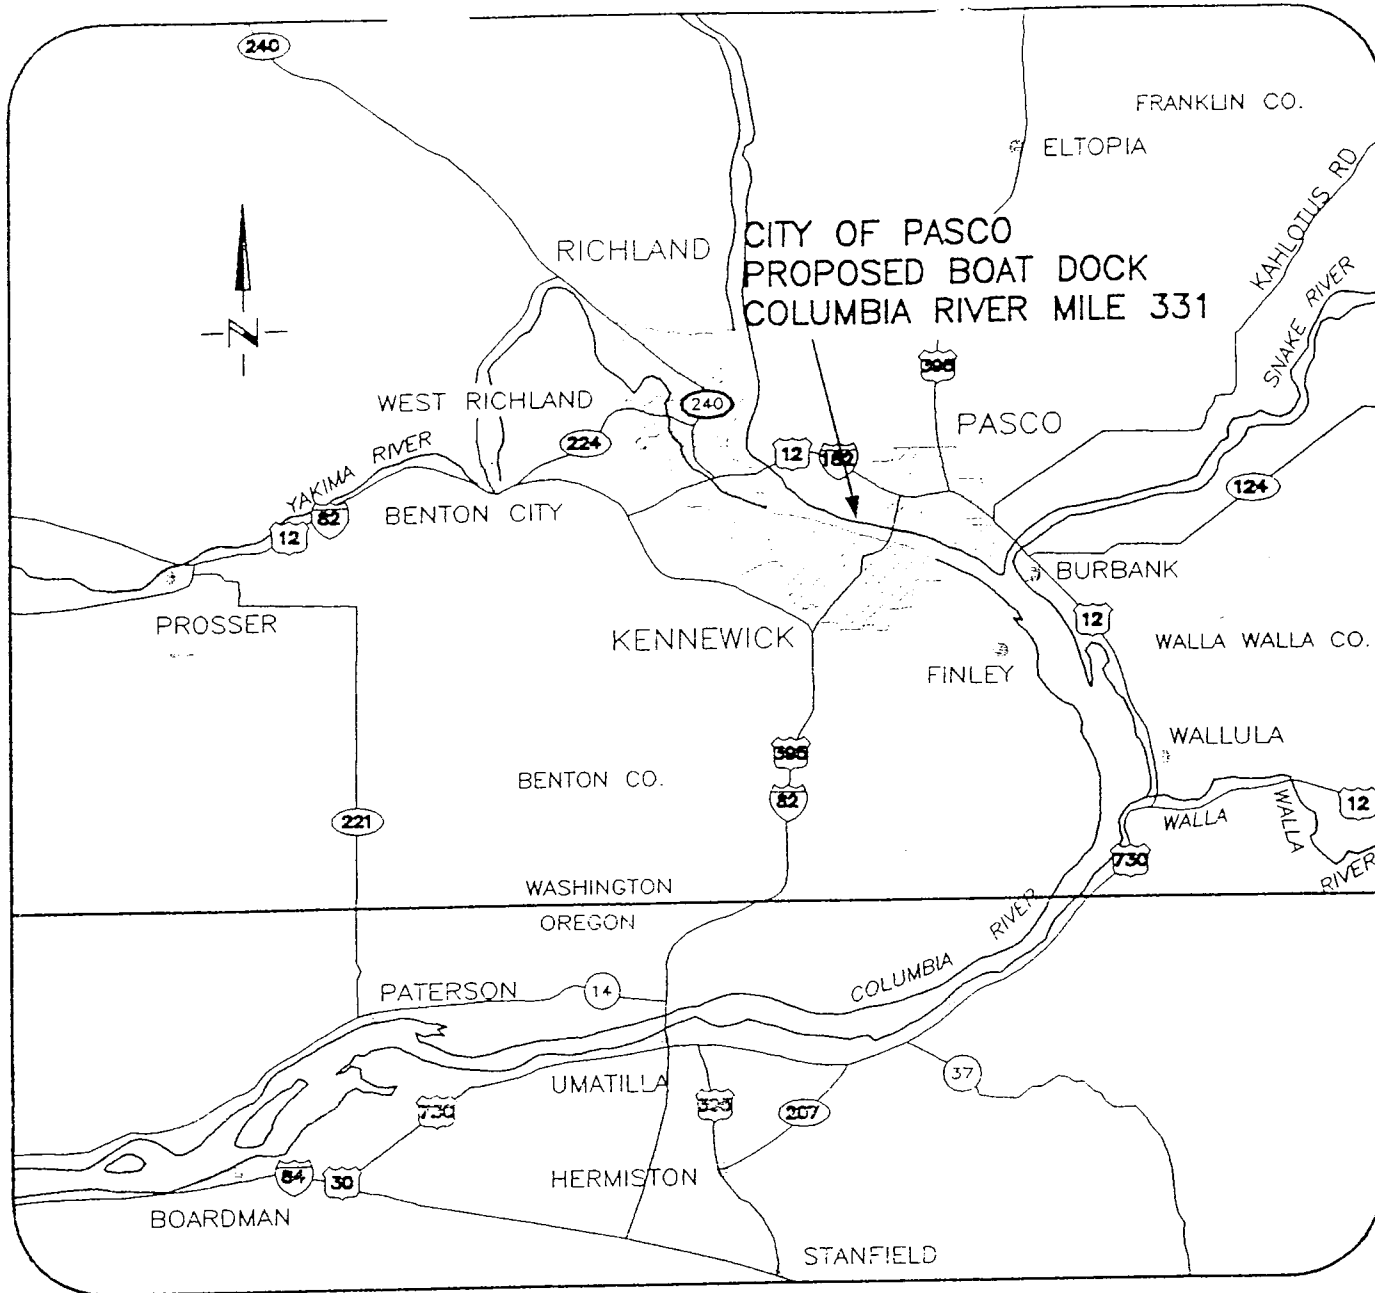 240
FRANKLIN CO.
ELTOPIA
KAHLOTUS RD
SNAKE RIVER
RICHLAND
CITY OF PASCO
PROPOSED BOAT DOCK
COLUMBIA RIVER MILE 331
N
395
WEST RICHLAND
240
PASCO
224
12
182
YAKIMA RIVER
124
BENTON CITY
82
12
BURBANK
PROSSER
12
KENNEWICK
WALLA WALLA CO.
FINLEY
WALLULA
395
BENTON CO.
82
12
WALLA
WALLA
RIVER
221
730
WASHINGTON
OREGON
COLUMBIA
RIVER
PATERSON
14
UMATILLA
37
730
395
207
HERMISTON
84
30
BOARDMAN
STANFIELD